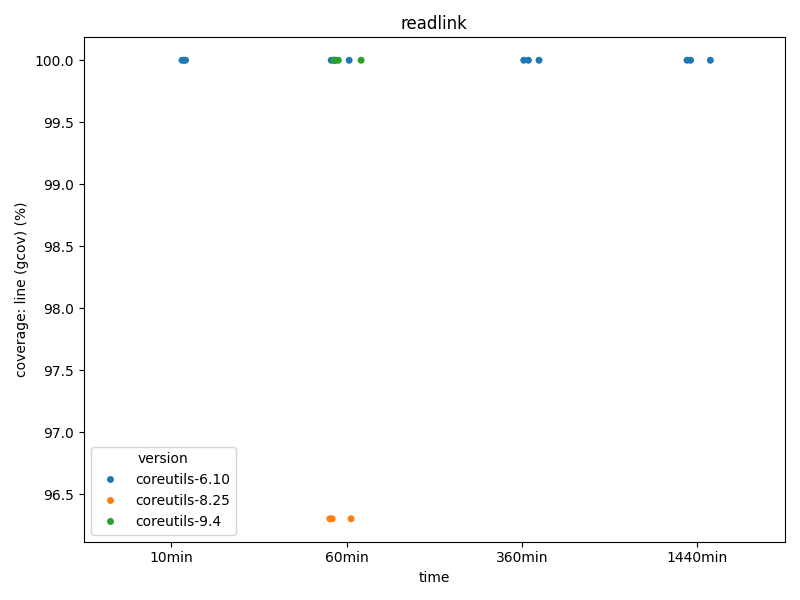 readlink
coverage: line (gcov) (%)
100.0
99.5
99.0
98.5
98.0
97.5
97.0
96.5
version
coreutils-6.10
coreutils-8.25
coreutils-9.4
10min 60min 360min 1440min
time